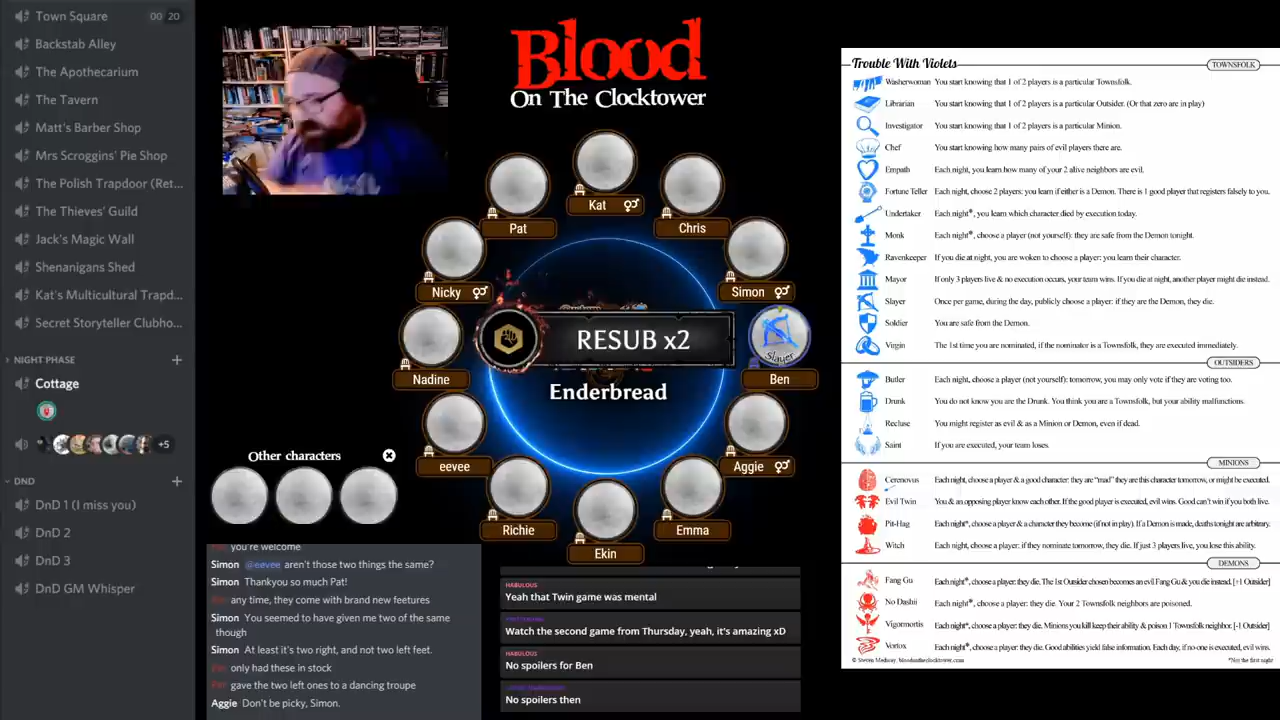 Town Square
00 20
Backstab Alley
The Apothecarium
The Tavern
Matt's Barber Shop
Mrs Scroggins' Pie Shop
The Polish Trapdoor (Ret...
The Thieves' Guild
Jack's Magic Wall
Shenanigans Shed
Multicultural Trapd...
Storyteller Clubho...
NIGHT PHASE
Cottage
+5
DND
D&D 1 (I miss you)
D&D 2
D&D 3
D&D GM Whisper
Blood
On The Clocktower
Kat
Pat
Chris
Nicky
Simon
Nadine
Slayer
Ben
eevee
Aggie
Richie
Emma
Ekin
RESUB x2
Enderbread
Other characters
you're welcome
Simon @eevee aren't those two things the same?
Simon Thankyou so much Pat!
Pat any time, they come with brand new feetures
Simon You seemed to have given me two of the
same though
Simon At least it's two right, and not two left feet.
Pat only had these in stock
Pat gave the two left ones to a dancing troupe
Aggie Don't be picky, Simon.
HABULOUS
Yeah that Twin game was mental
Watch the second game from Thursday, yeah, it's amazing xD
HABULOUS
No spoilers for Ben
No spoilers then
Trouble With Violets
TOWNSFOLK
Washerwoman You start knowing that 1 of 2 players is a particular Townsfolk.
Librarian You start knowing that 1 of 2 players is a particular Outsider. (Or that zero are in play)
Investigator You start knowing that 1 of 2 players is a particular Minion.
Chef You start knowing how many pairs of evil players there are.
Empath Each night, you learn how many of your 2 alive neighbors are evil.
Fortune Teller Each night, choose 2 players: you learn if either is a Demon. There is 1 good player that registers falsely to you.
Undertaker Each night*, you learn which character died by execution today.
Monk Each night*, choose a player (not yourself): they are safe from the Demon tonight.
Ravenkeeper If you die at night, you are woken to choose a player: you learn their character.
Mayor If only 3 players live & no execution occurs, your team wins. If you die at night, another player might die instead.
Slayer Once per game, during the day, publicly choose a player: if they are the Demon, they die.
Soldier You are safe from the Demon.
Virgin The 1st time you are nominated, if the nominator is a Townsfolk, they are executed immediately.
OUTSIDERS
Butler Each night, choose a player (not yourself): tomorrow, you may only vote if they are voting too.
Drunk You do not know you are the Drunk. You think you are a Townsfolk, but your ability malfunctions.
Recluse You might register as evil & as a Minion or Demon, even if dead.
Saint If you are executed, your team loses.
MINIONS
Cerenovus Each night, choose a player & a good character: they are "mad" they are this character tomorrow, or might be executed.
Evil Twin You & an opposing player know each other. If the good player is executed, evil wins. Good can't win if you both live.
Pit-Hag Each night*, choose a player & a character they become (if not in play). If a Demon is made, deaths tonight are arbitrary.
Witch Each night, choose a player: if they nominate tomorrow, they die. If just 3 players live, you lose this ability.
DEMONS
Fang Gu Each night*, choose a player: they die. The 1st Outsider chosen becomes an evil Fang Gu & you die instead. [+1 Outsider]
No Dashii Each night*, choose a player: they die. Your 2 Townsfolk neighbors are poisoned.
Vigormortis Each night*, choose a player: they die. Minions you kill keep their ability & poison 1 Townsfolk neighbor. [-1 Outsider]
Vortox Each night*, choose a player: they die. Good abilities yield false information. Each day, if no-one is executed, evil wins.
© Steven Medway, bloodontheclocktower.com
*Not the first night